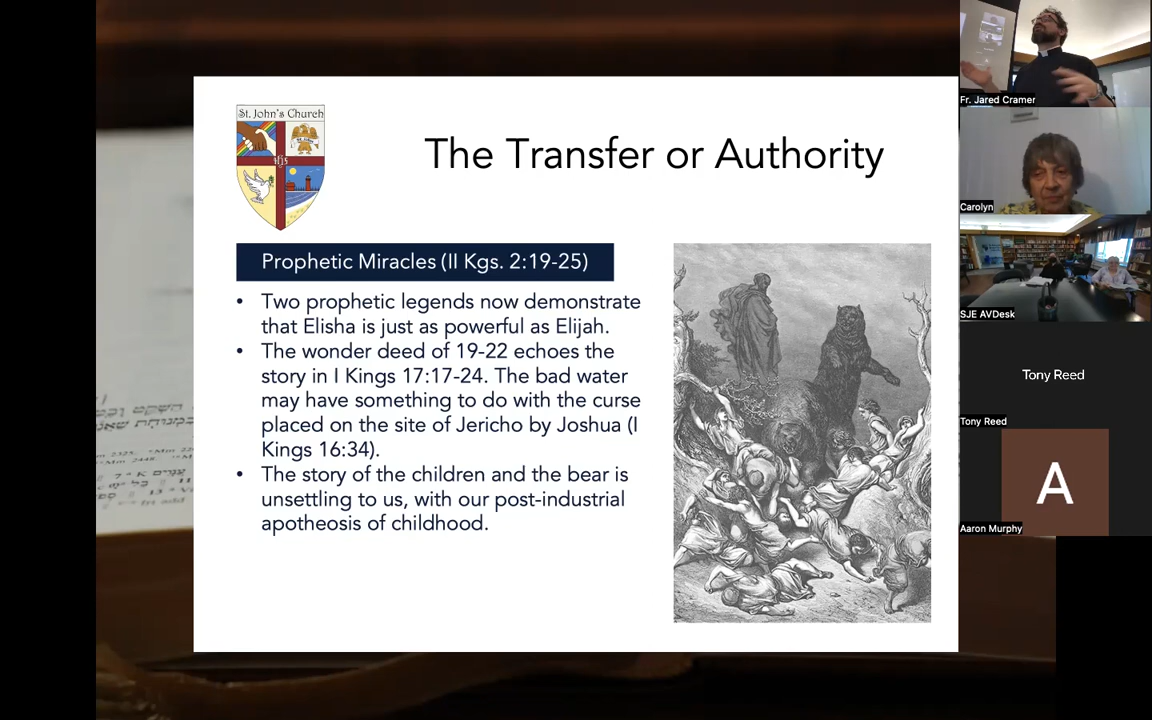 St. John's Church
The Transfer or Authority
Prophetic Miracles (II Kgs. 2:19-25)
• Two prophetic legends now demonstrate
that Elisha is just as powerful as Elijah.
• The wonder deed of 19-22 echoes the
story in I Kings 17:17-24. The bad water
may have something to do with the curse
placed on the site of Jericho by Joshua (I
Kings 16:34).
• The story of the children and the bear is
unsettling to us, with our post-industrial
apotheosis of childhood.
Fr. Jared Cramer
Carolyn
SJE AVDesk
Tony Reed
Tony Reed
A
Aaron Murphy